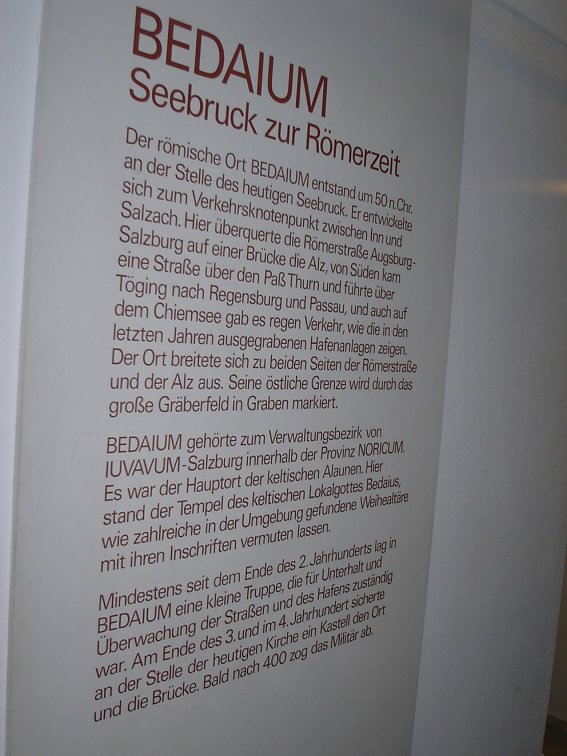 BEDAIUM
Seebruck zur Römerzeit
Der römische Ort BEDAIUM entstand um 50 n.Chr.
an der Stelle des heutigen Seebruck. Er entwickelte
sich zum Verkehrsknotenpunkt zwischen Inn und
Salzach. Hier überquerte die Römerstraße Augsburg-
Salzburg auf einer Brücke die Alz, von Süden kam
eine Straße über den Paß Thurn und führte über
Töging nach Regensburg und Passau, und auch auf
dem Chiemsee gab es regen Verkehr, wie die in den
letzten Jahren ausgegrabenen Hafenanlagen zeigen.
Der Ort breitete sich zu beiden Seiten der Römerstraße
und der Alz aus. Seine östliche Grenze wird durch das
große Gräberfeld in Graben markiert.
BEDAIUM gehörte zum Verwaltungsbezirk von
IUVAVUM-Salzburg innerhalb der Provinz NORICUM.
Es war der Hauptort der keltischen Alaunen. Hier
stand der Tempel des keltischen Lokalgottes Bedaius,
wie zahlreiche in der Umgebung gefundene Weihealtäre
mit ihren Inschriften vermuten lassen.
Mindestens seit dem Ende des 2. Jahrhunderts lag in
BEDAIUM eine kleine Truppe, die für Unterhalt und
Überwachung der Straßen und des Hafens zuständig
war. Am Ende des 3. und im 4. Jahrhundert sicherte
an der Stelle der heutigen Kirche ein Kastell den Ort
und die Brücke. Bald nach 400 zog das Militär ab.